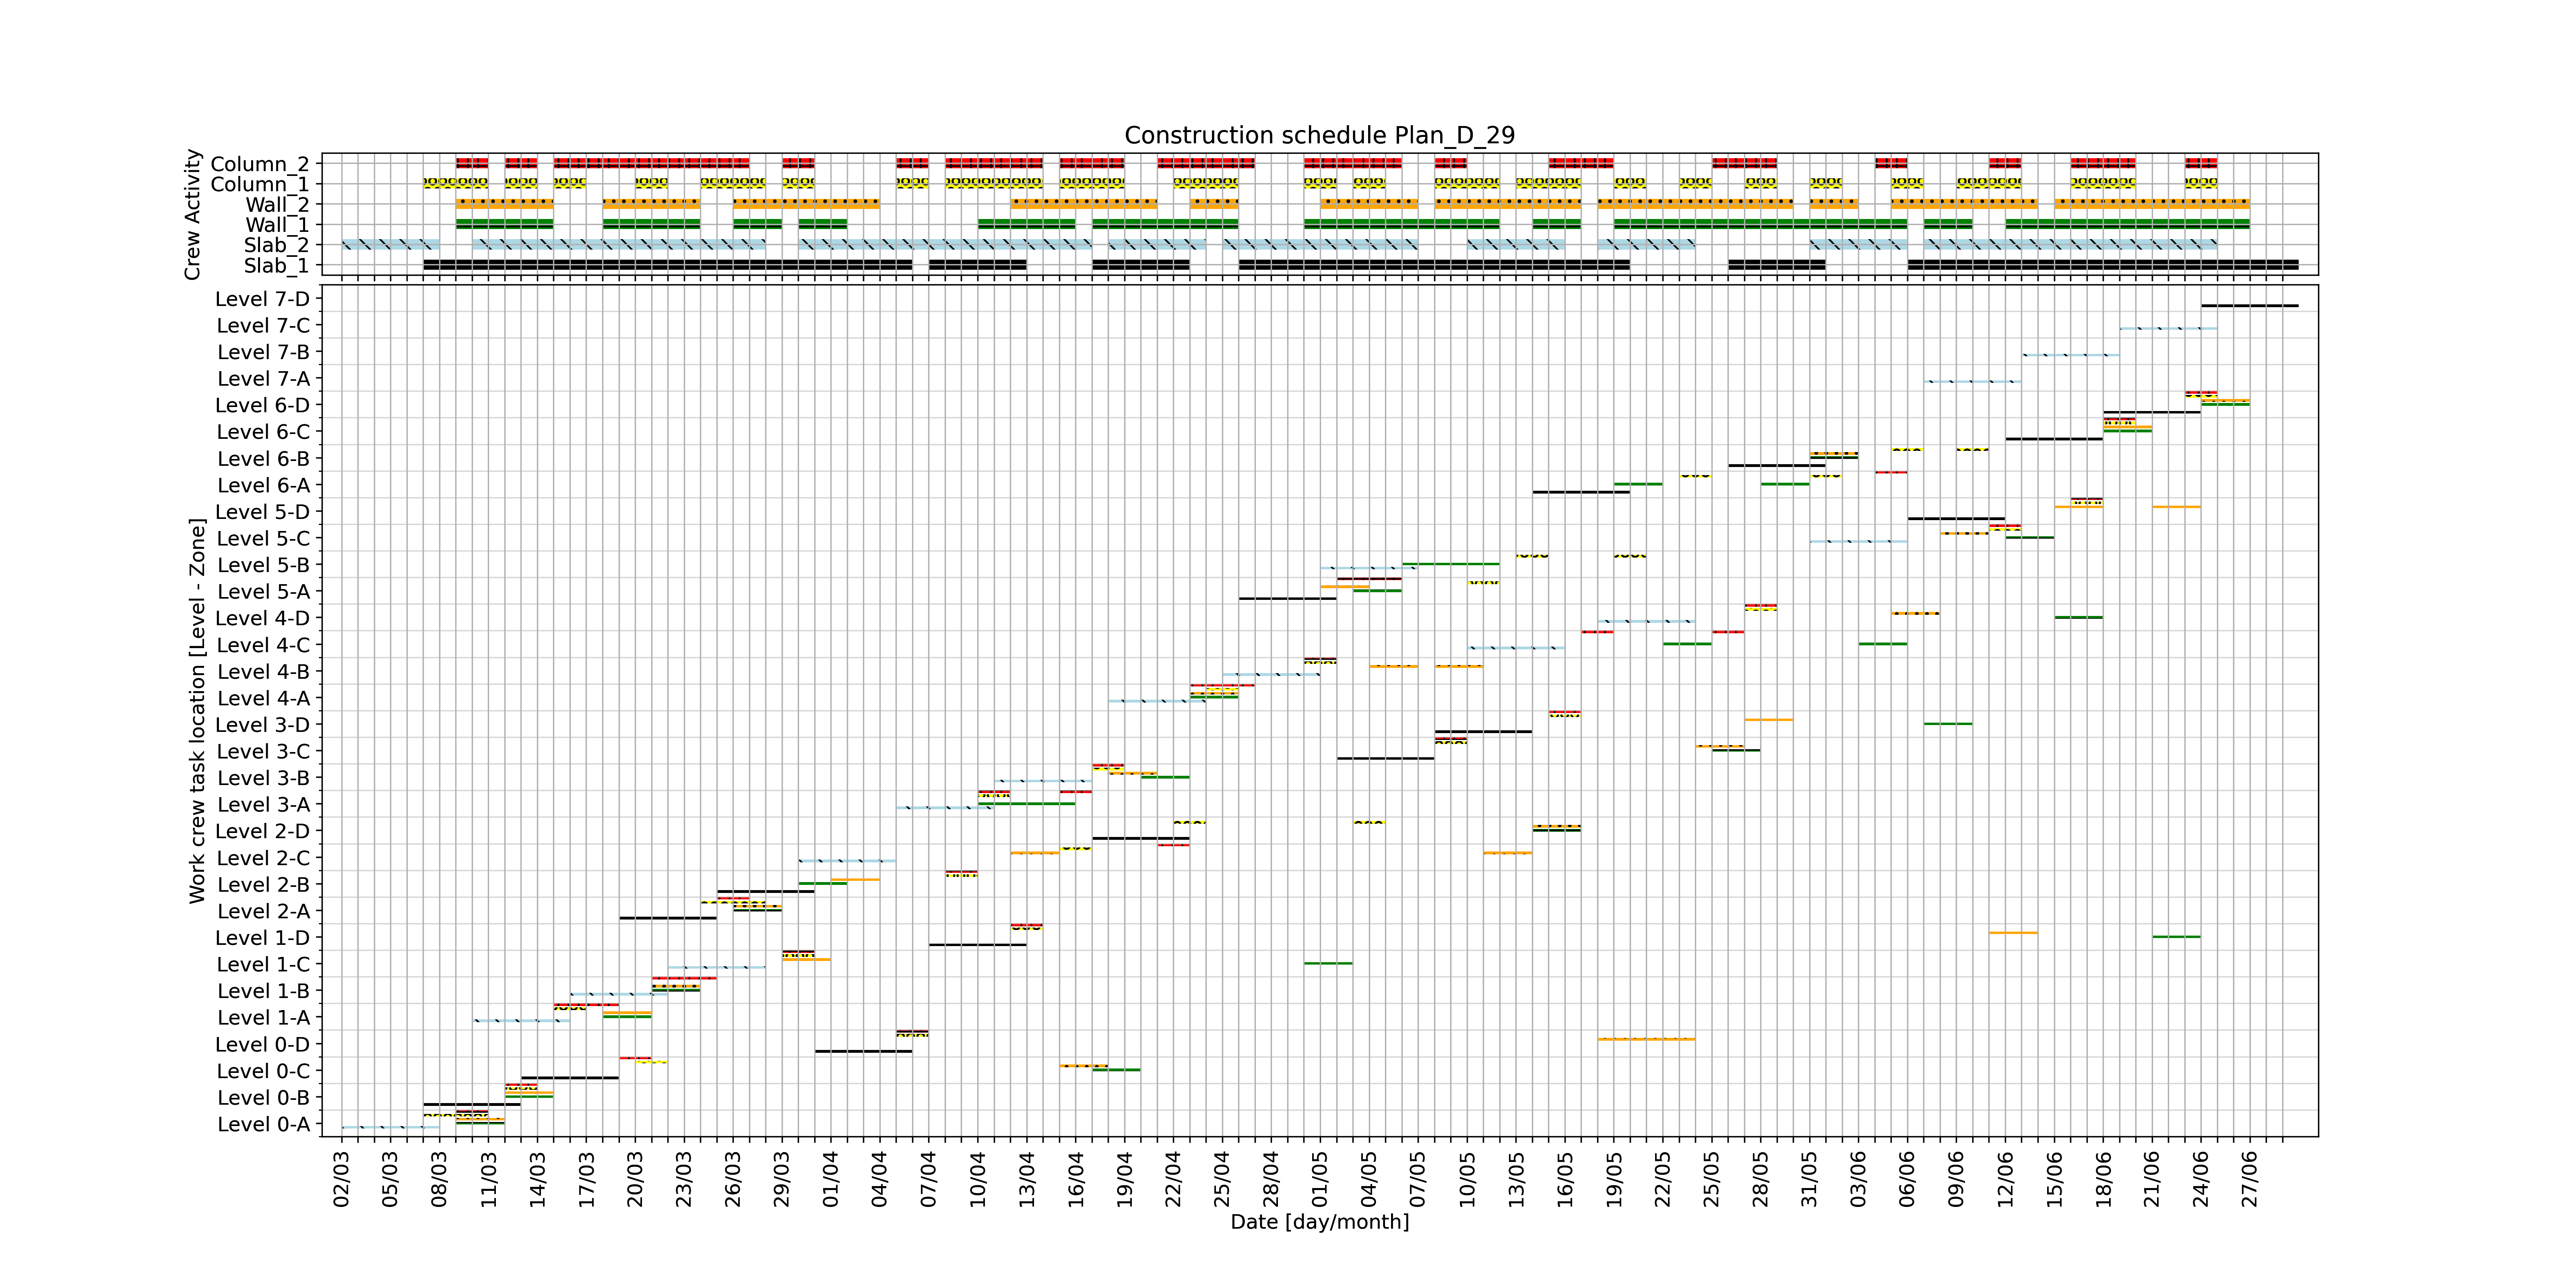 Construction schedule Plan_D_29
Crew Activity
Column_2
Column_1
Wall_2
Wall_1
Slab_2
Slab_1
Work crew task location [Level - Zone]
Level 7-D
Level 7-C
Level 7-B
Level 7-A
Level 6-D
Level 6-C
Level 6-B
Level 6-A
Level 5-D
Level 5-C
Level 5-B
Level 5-A
Level 4-D
Level 4-C
Level 4-B
Level 4-A
Level 3-D
Level 3-C
Level 3-B
Level 3-A
Level 2-D
Level 2-C
Level 2-B
Level 2-A
Level 1-D
Level 1-C
Level 1-B
Level 1-A
Level 0-D
Level 0-C
Level 0-B
Level 0-A
02/03 05/03 08/03 11/03 14/03 17/03 20/03 23/03 26/03 29/03 01/04 04/04 07/04 10/04 13/04 16/04 19/04 22/04 25/04 28/04 01/05 04/05 07/05 10/05 13/05 16/05 19/05 22/05 25/05 28/05 31/05 03/06 06/06 09/06 12/06 15/06 18/06 21/06 24/06 27/06
Date [day/month]